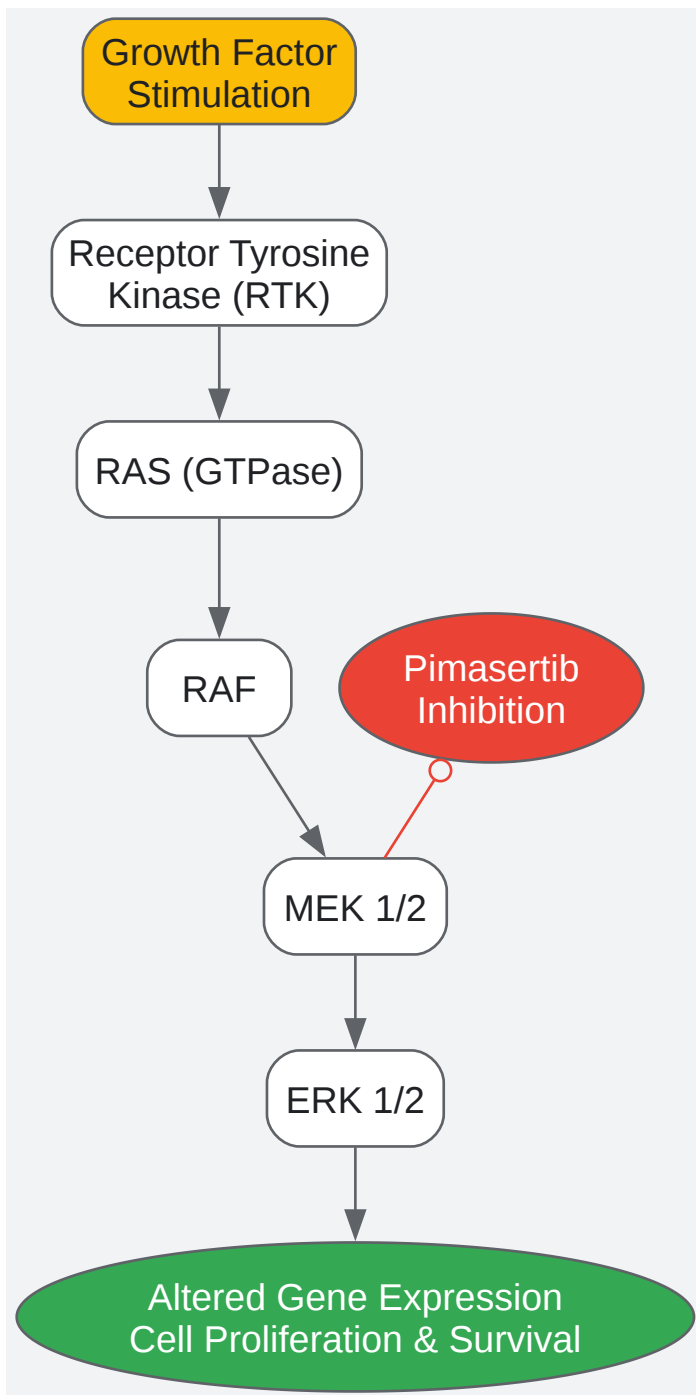 Growth Factor
Stimulation
Receptor Tyrosine
Kinase (RTK)
RAS (GTPase)
RAF
Pimasertib
Inhibition
MEK 1/2
ERK 1/2
Altered Gene Expression
Cell Proliferation & Survival